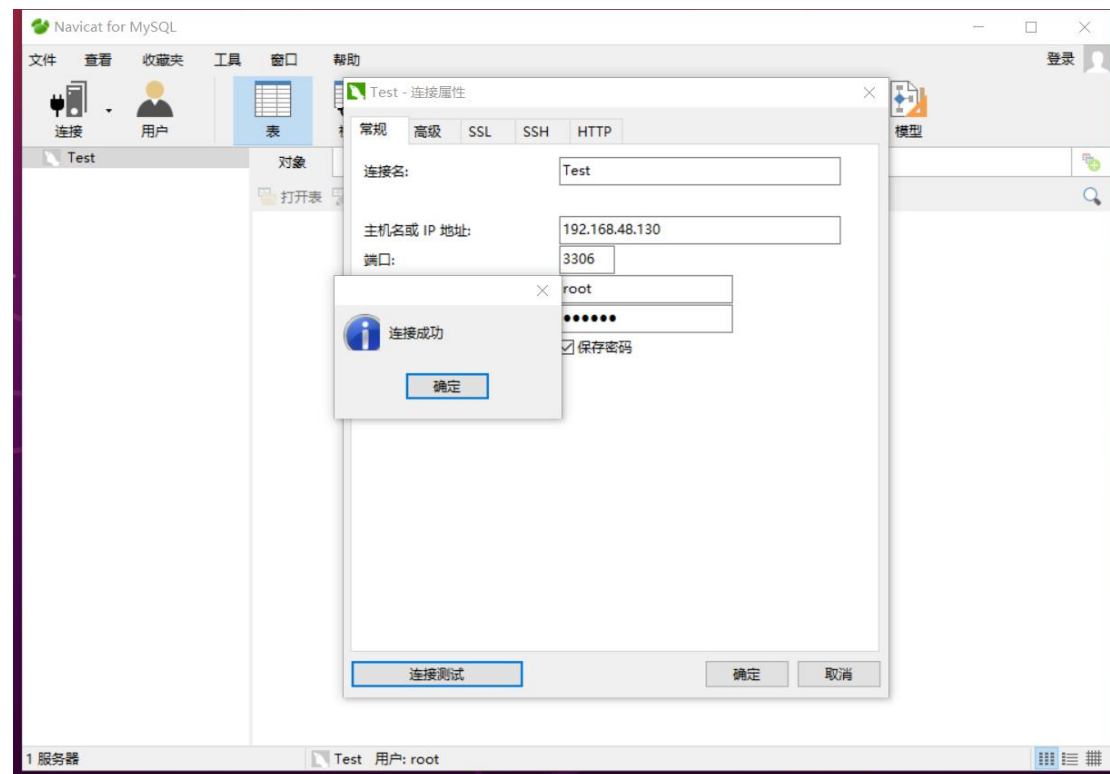 Navicat for MySQL
文件 查看 收藏夹 工具 窗口 帮助 登录
连接 用户 表 模型
Test
对象
打开表
Test - 连接属性
常规 高级 SSL SSH HTTP
连接名: Test
主机名或 IP 地址: 192.168.48.130
端口: 3306
root
••••••
保存密码
连接成功
确定
连接测试 确定 取消
1 服务器 Test 用户: root